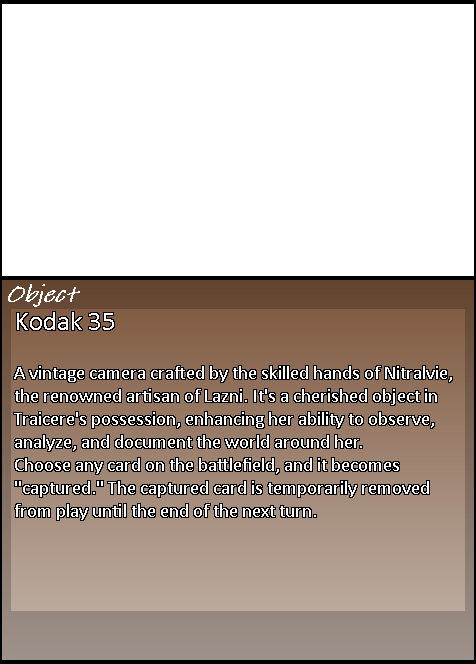 Object
Kodak 35
A vintage camera crafted by the skilled hands of Nitralvie,
the renowned artisan of Lazni. It's a cherished object in
Traicere's possession, enhancing her ability to observe,
analyze, and document the world around her.
Choose any card on the battlefield, and it becomes
"captured." The captured card is temporarily removed
from play until the end of the next turn.